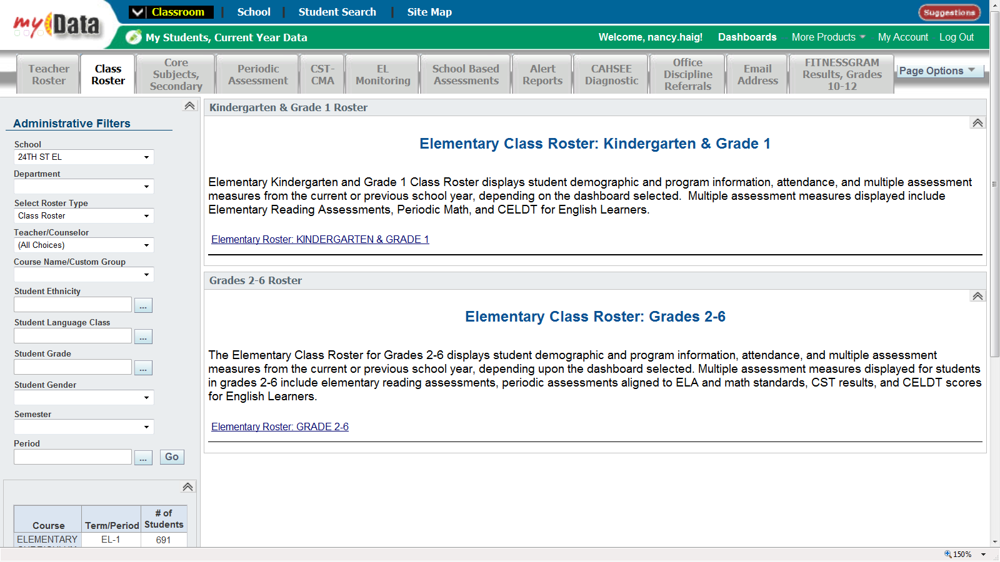 my Data
Classroom | School | Student Search | Site Map
Suggestions
My Students, Current Year Data
Welcome, nancy.haig! Dashboards More Products My Account Log Out
Teacher Roster
Class Roster
Core Subjects, Secondary
Periodic Assessment
CST-CMA
EL Monitoring
School Based Assessments
Alert Reports
CAHSEE Diagnostic
Office Discipline Referrals
Email Address
FITNESSGRAM Results, Grades 10-12
Page Options
Administrative Filters
School
24TH ST EL
Department
Select Roster Type
Class Roster
Teacher/Counselor
(All Choices)
Course Name/Custom Group
Student Ethnicity
...
Student Language Class
...
Student Grade
...
Student Gender
Semester
Period
... Go
Course Term/Period # of Students
ELEMENTARY EL-1 691
Kindergarten & Grade 1 Roster
Elementary Class Roster: Kindergarten & Grade 1
Elementary Kindergarten and Grade 1 Class Roster displays student demographic and program information, attendance, and multiple assessment
measures from the current or previous school year, depending on the dashboard selected. Multiple assessment measures displayed include
Elementary Reading Assessments, Periodic Math, and CELDT for English Learners.
Elementary Roster: KINDERGARTEN & GRADE 1
Grades 2-6 Roster
Elementary Class Roster: Grades 2-6
The Elementary Class Roster for Grades 2-6 displays student demographic and program information, attendance, and multiple assessment
measures from the current or previous school year, depending upon the dashboard selected. Multiple assessment measures displayed for students
in grades 2-6 include elementary reading assessments, periodic assessments aligned to ELA and math standards, CST results, and CELDT scores
for English Learners.
Elementary Roster: GRADE 2-6
150%